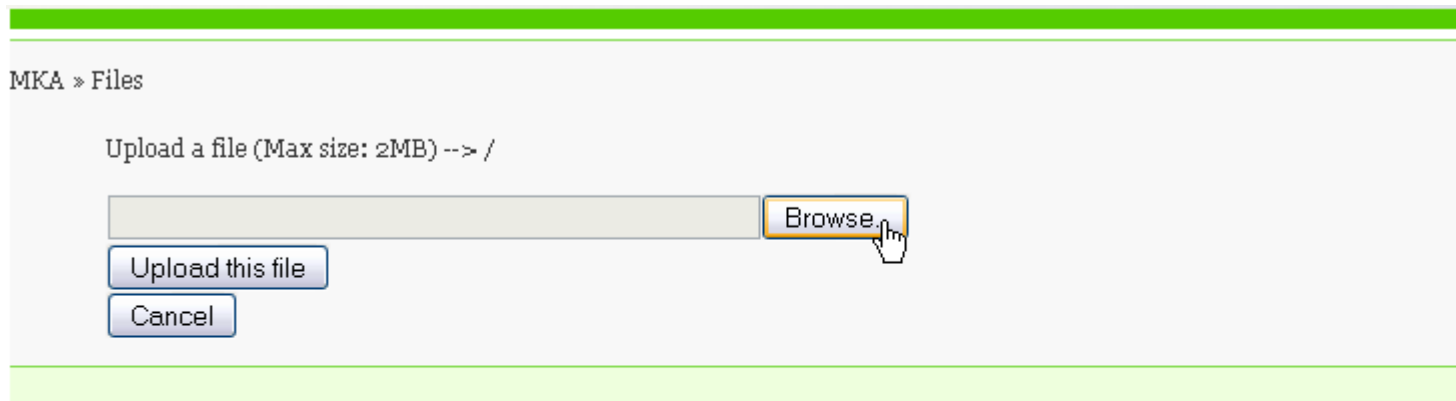 MKA » Files
Upload a file (Max size: 2MB) --> /
Browse..
Upload this file
Cancel